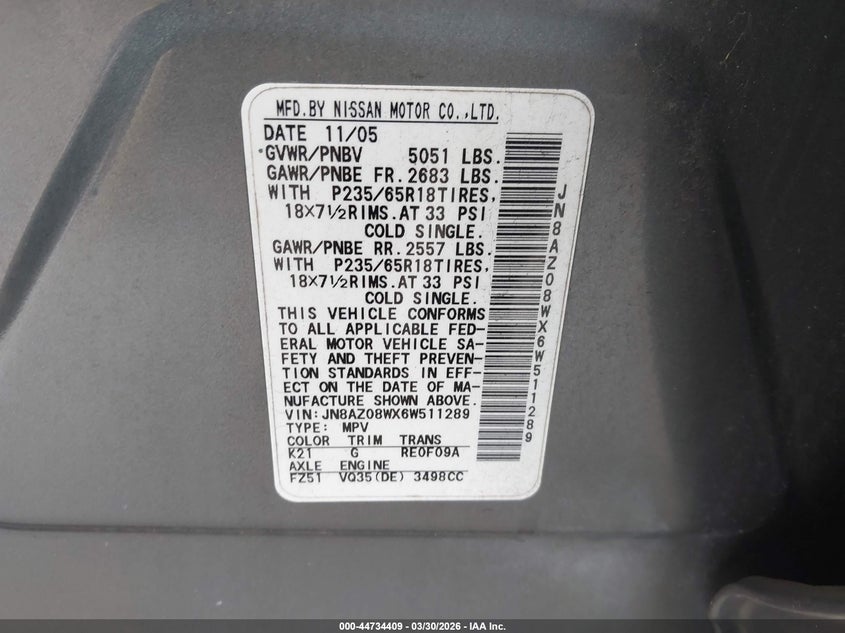 MFD.BY NISSAN MOTOR CO.,LTD.
DATE 11/05
GVWR/PNBV 5051 LBS.
GAWR/PNBE FR.2683 LBS.
WITH P235/65R18TIRES,
18X7½RIMS.AT 33 PSI
COLD SINGLE.
GAWR/PNBE RR.2557 LBS.
WITH P235/65R18TIRES,
18X7½RIMS.AT 33 PSI
COLD SINGLE.
THIS VEHICLE CONFORMS
TO ALL APPLICABLE FED-
ERAL MOTOR VEHICLE SA-
FETY AND THEFT PREVEN-
TION STANDARDS IN EFF-
ECT ON THE DATE OF MA-
NUFACTURE SHOWN ABOVE.
VIN:JN8AZ08WX6W511289
TYPE: MPV
COLOR TRIM TRANS
K21 G RE0F09A
AXLE ENGINE
FZ51 VQ35(DE) 3498CC
JN8AZ08WX6W511289
000-44734409 - 03/30/2026 - IAA Inc.